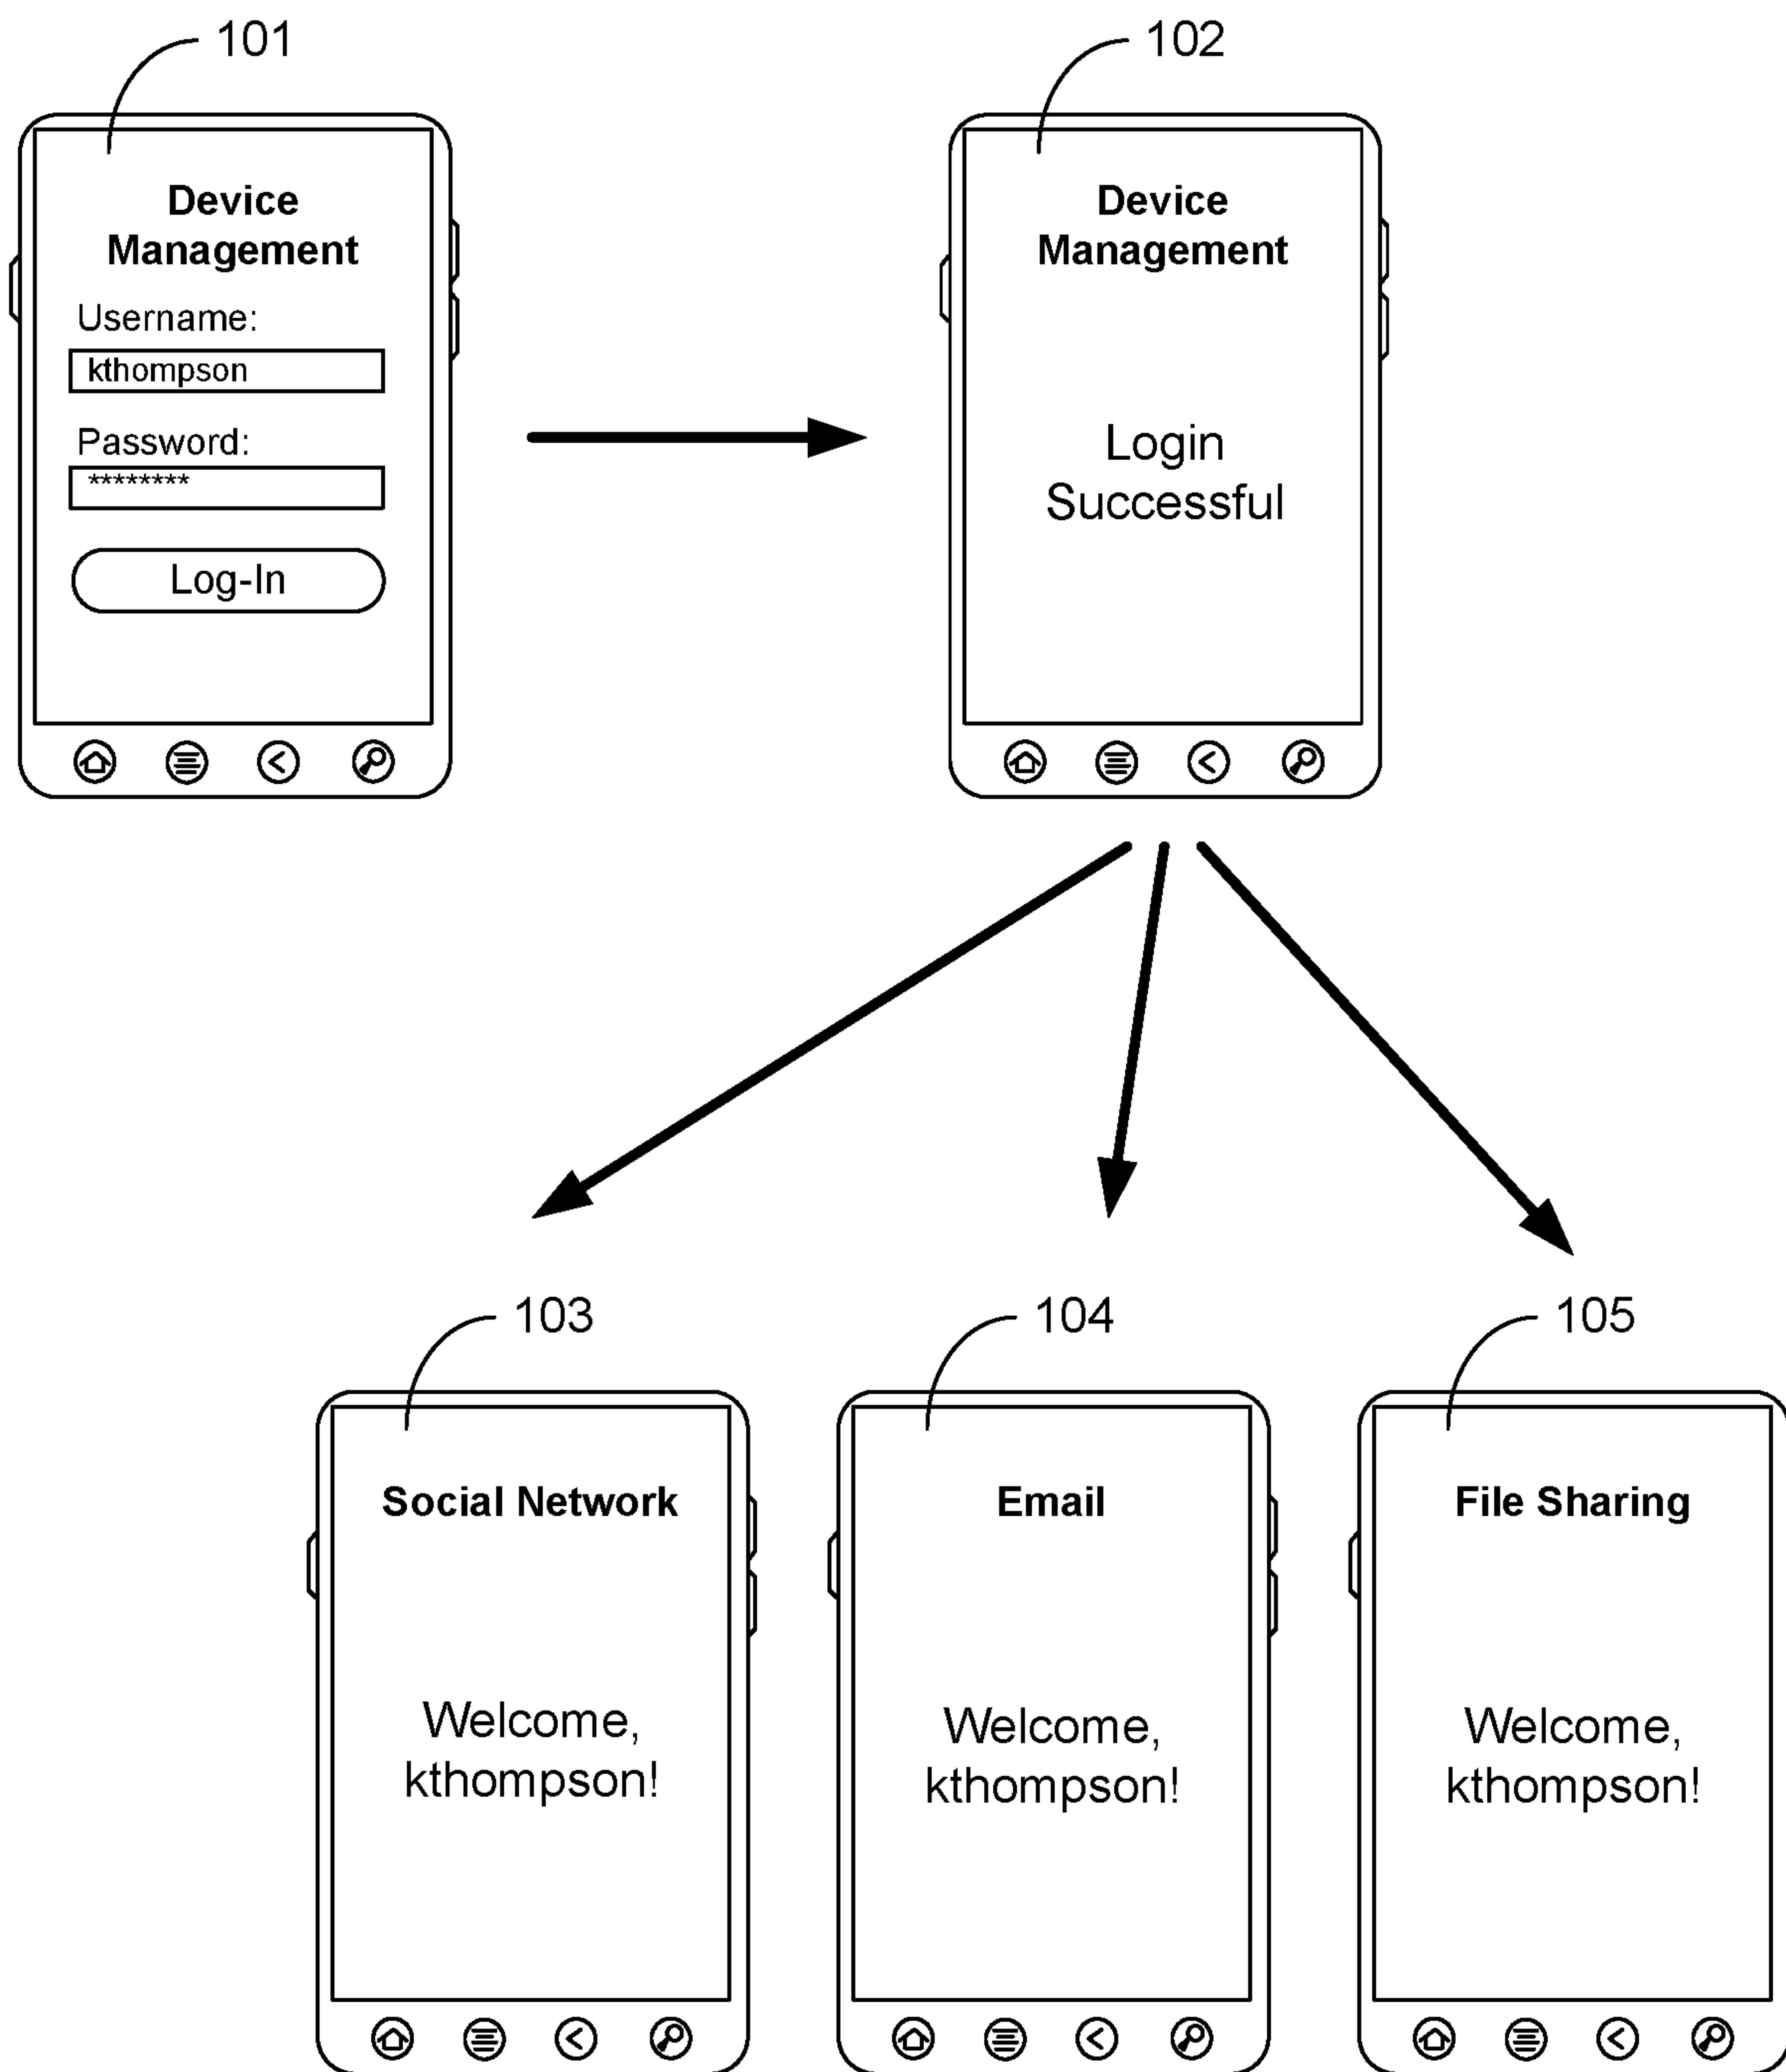 101
Device
Management
Username:
kthompson
Password:
********
Log-In
102
Device
Management
Login
Successful
103
Social Network
Welcome,
kthompson!
104
Email
Welcome,
kthompson!
105
File Sharing
Welcome,
kthompson!